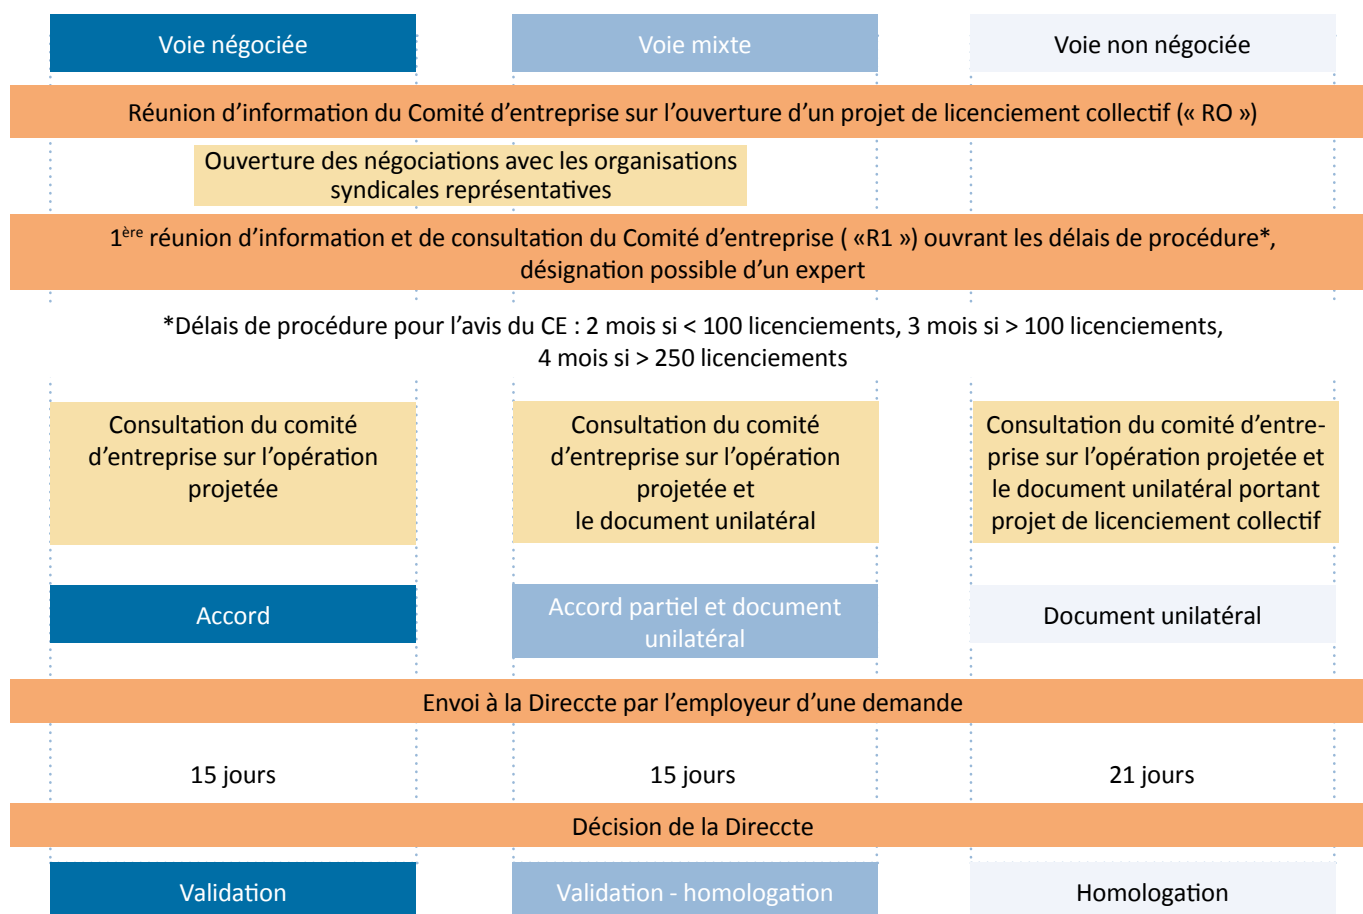 Voie négociée
Voie mixte
Voie non négociée
Réunion d’information du Comité d’entreprise sur l’ouverture d’un projet de licenciement collectif (« RO »)
Ouverture des négociations avec les organisations
syndicales représentatives
1ère réunion d’information et de consultation du Comité d’entreprise ( «R1 ») ouvrant les délais de procédure*,
désignation possible d’un expert
*Délais de procédure pour l’avis du CE : 2 mois si < 100 licenciements, 3 mois si > 100 licenciements,
4 mois si > 250 licenciements
Consultation du comité
d’entreprise sur l’opération
projetée
Consultation du comité
d’entreprise sur l’opération
projetée et
le document unilatéral
Consultation du comité d’entre-
prise sur l’opération projetée et
le document unilatéral portant
projet de licenciement collectif
Accord
Accord partiel et document
unilatéral
Document unilatéral
Envoi à la Direccte par l’employeur d’une demande
15 jours
15 jours
21 jours
Décision de la Direccte
Validation
Validation - homologation
Homologation